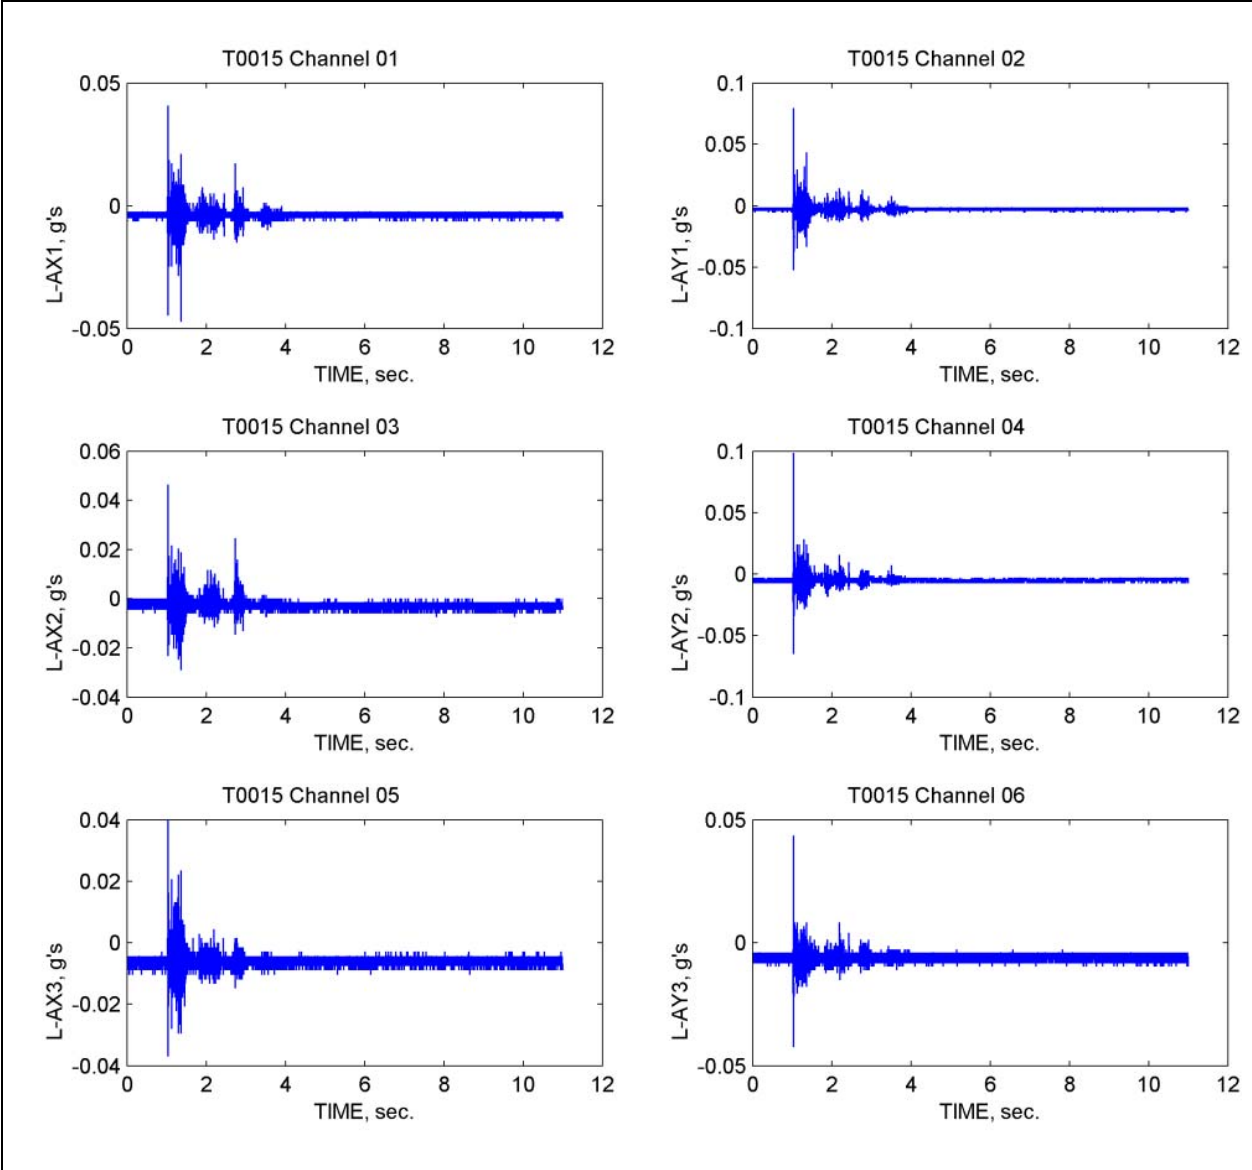 T0015 Channel 01
0.05
0
-0.05
L-AX1, g's
0 2 4 6 8 10 12
TIME, sec.
T0015 Channel 02
0.1
0.05
0
-0.05
-0.1
L-AY1, g's
0 2 4 6 8 10 12
TIME, sec.
T0015 Channel 03
0.06
0.04
0.02
0
-0.02
-0.04
L-AX2, g's
0 2 4 6 8 10 12
TIME, sec.
T0015 Channel 04
0.1
0.05
0
-0.05
-0.1
L-AY2, g's
0 2 4 6 8 10 12
TIME, sec.
T0015 Channel 05
0.04
0.02
0
-0.02
-0.04
L-AX3, g's
0 2 4 6 8 10 12
TIME, sec.
T0015 Channel 06
0.05
0
-0.05
L-AY3, g's
0 2 4 6 8 10 12
TIME, sec.